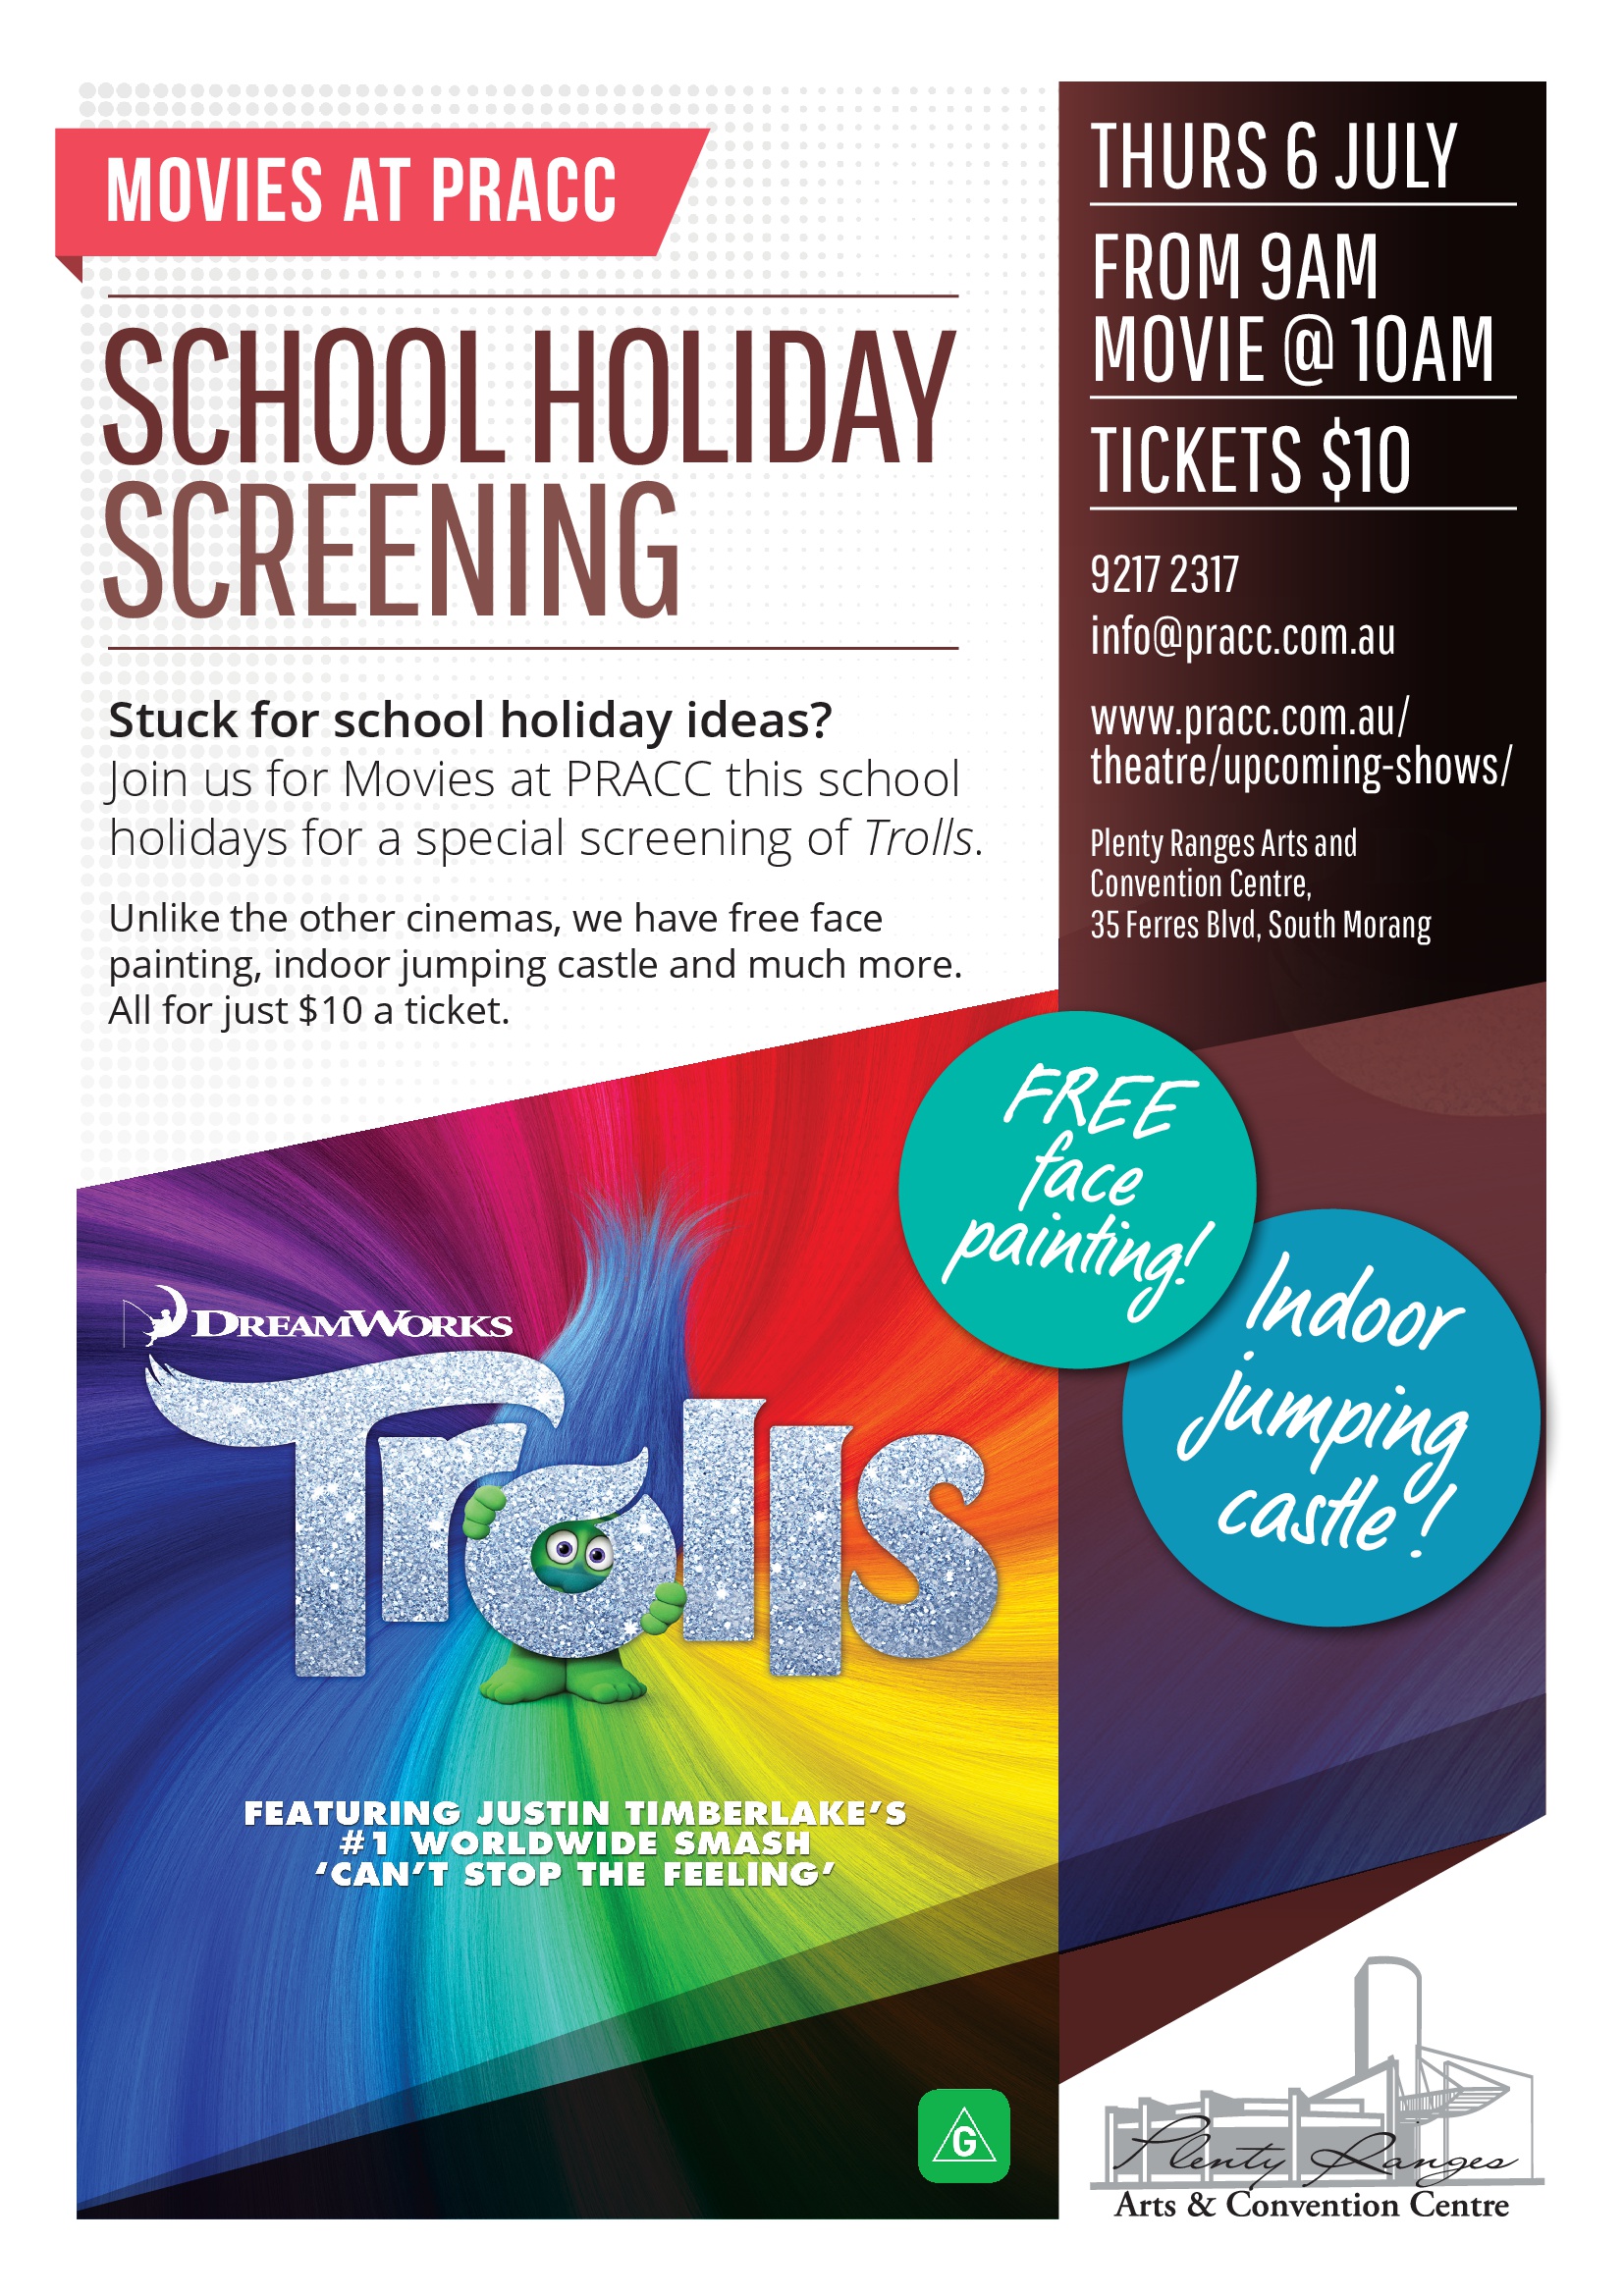 MOVIES AT PRACC
SCHOOL HOLIDAY
SCREENING
Stuck for school holiday ideas?
Join us for Movies at PRACC this school
holidays for a special screening of Trolls.
Unlike the other cinemas, we have free face
painting, indoor jumping castle and much more.
All for just $10 a ticket.
THURS 6 JULY
FROM 9AM
MOVIE @ 10AM
TICKETS $10
9217 2317
info@pracc.com.au
www.pracc.com.au/
theatre/upcoming-shows/
Plenty Ranges Arts and
Convention Centre,
35 Ferres Blvd, South Morang
FREE
face
painting!
Indoor
jumping
castle!
DREAMWORKS
Trolls
FEATURING JUSTIN TIMBERLAKE'S
#1 WORLDWIDE SMASH
'CAN'T STOP THE FEELING'
G
Plenty Ranges
Arts & Convention Centre